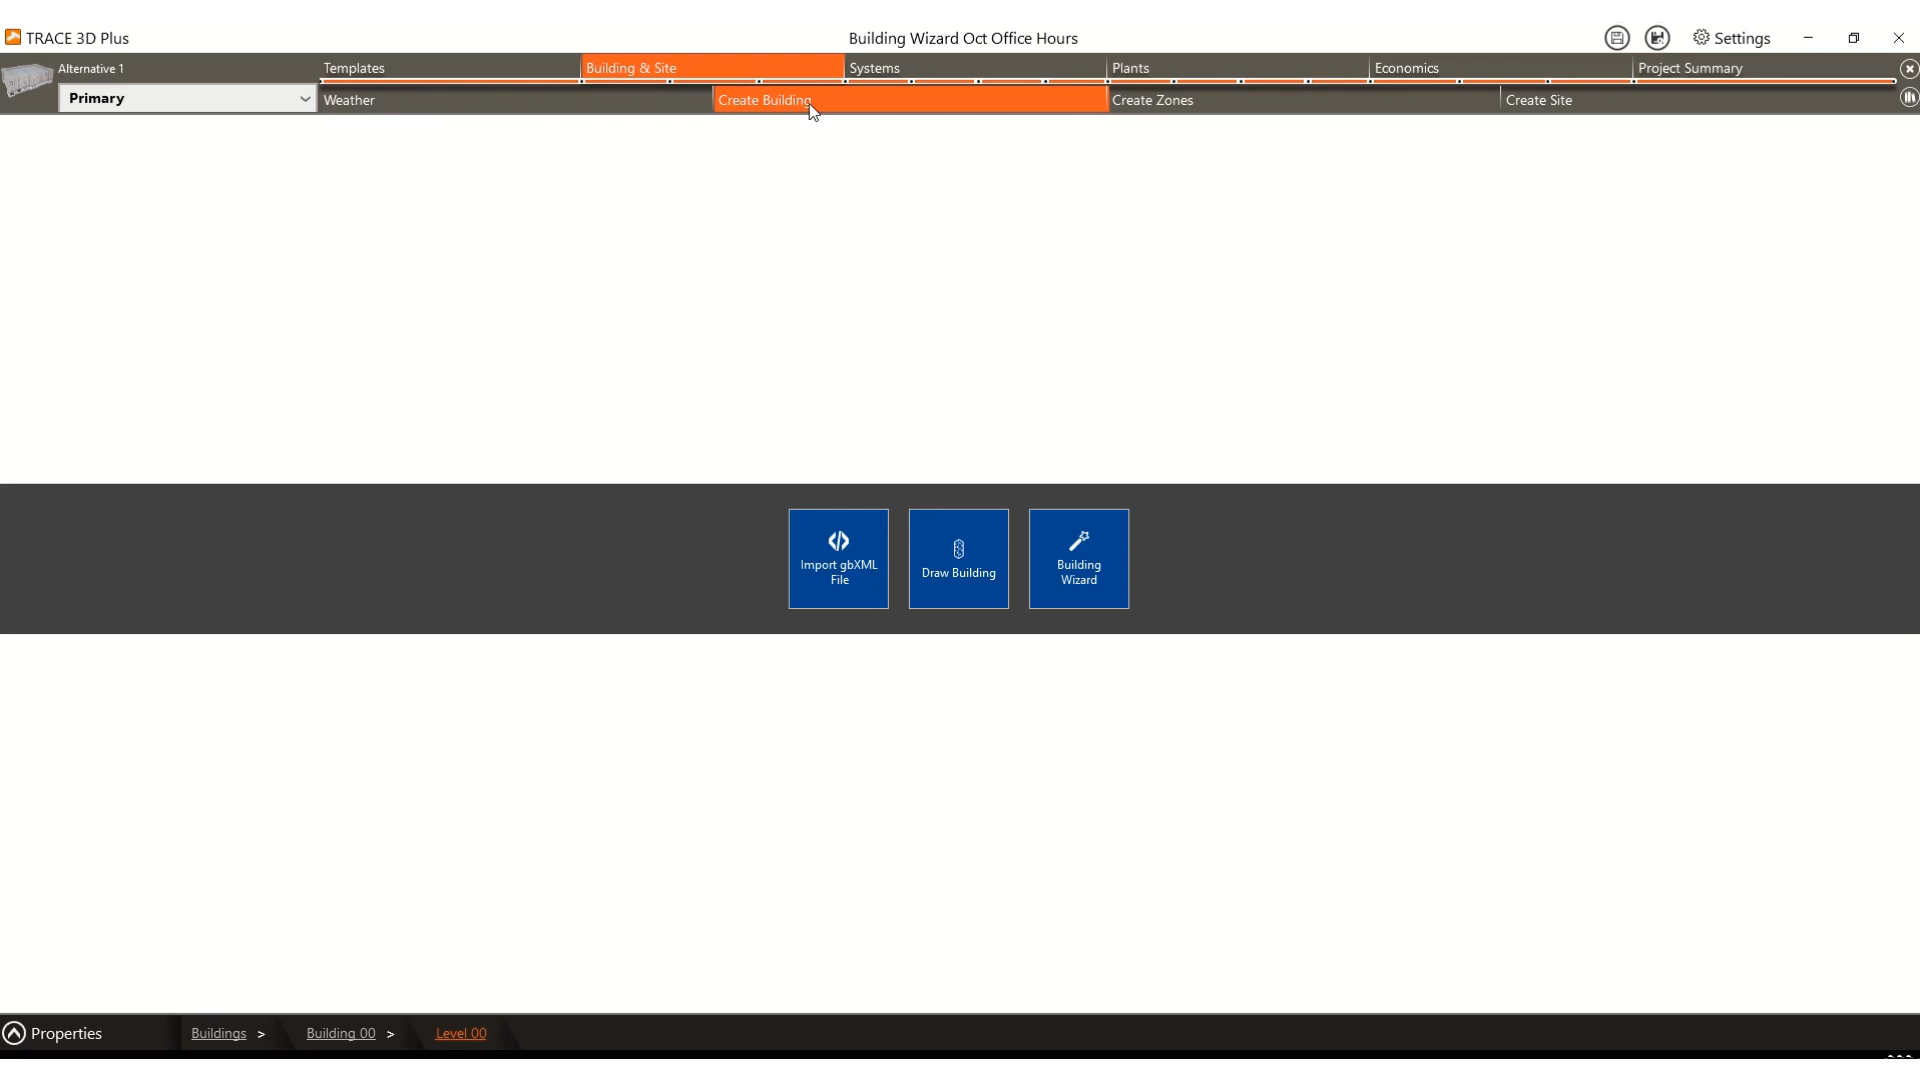 TRACE 3D Plus
Building Wizard Oct Office Hours
Settings
Alternative 1
Templates
Building & Site
Systems
Plants
Economics
Project Summary
Primary
Weather
Create Building
Create Zones
Create Site
Import gbXML
File
Draw Building
Building
Wizard
Properties
Buildings >
Building 00 >
Level 00